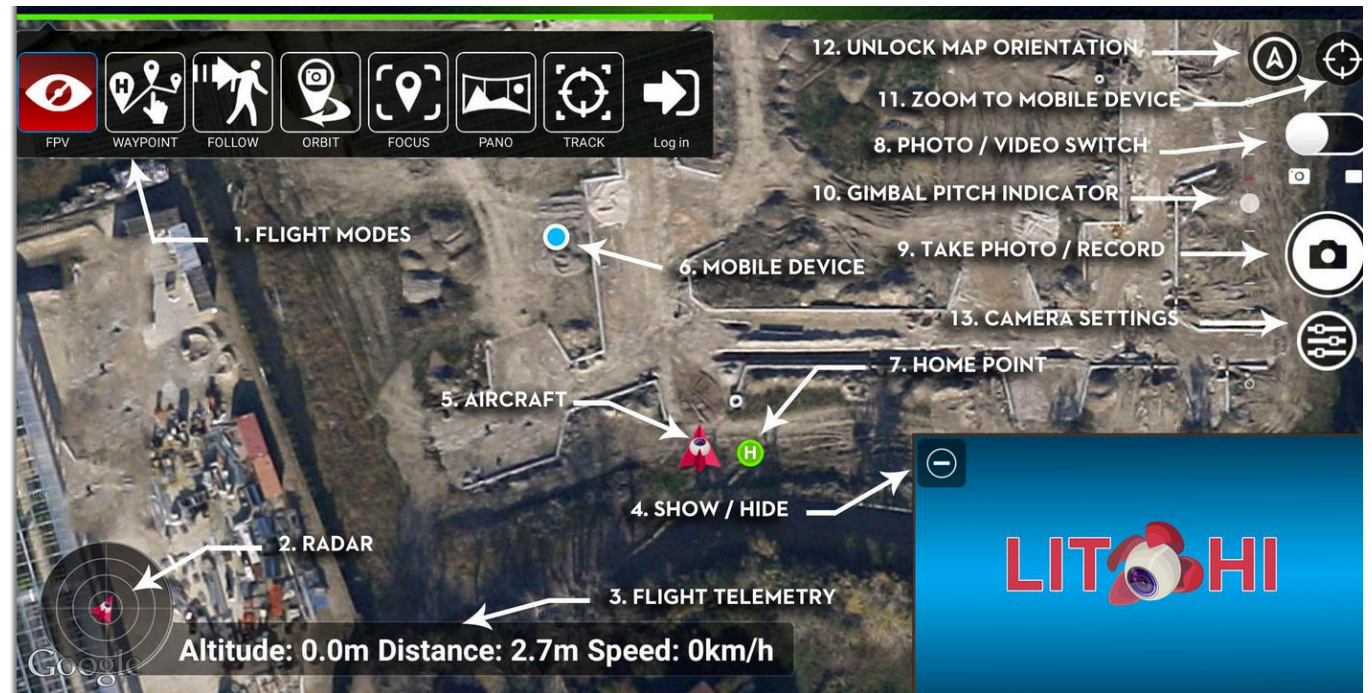 12. UNLOCK MAP ORIENTATION
11. ZOOM TO MOBILE DEVICE
FPV
WAYPOINT
FOLLOW
ORBIT
FOCUS
PANO
TRACK
Log in
8. PHOTO / VIDEO SWITCH
10. GIMBAL PITCH INDICATOR
1. FLIGHT MODES
9. TAKE PHOTO / RECORD
6. MOBILE DEVICE
13. CAMERA SETTINGS
7. HOME POINT
5. AIRCRAFT
H
H
4. SHOW / HIDE
2. RADAR
LITCHI
3. FLIGHT TELEMETRY
Altitude: 0.0m Distance: 2.7m Speed: 0km/h
Google